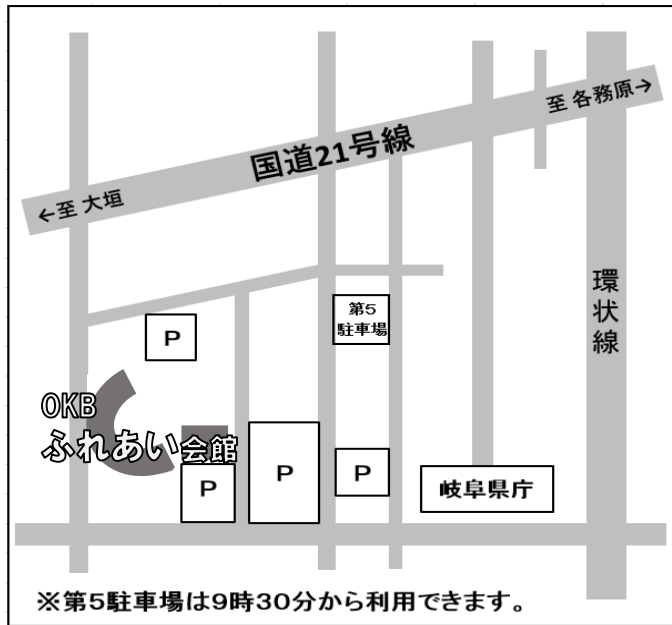 至 各務原→
国道21号線
←至 大垣
環状線
第5
駐車場
P
OKB
ふれあい会館
P
P
P
岐阜県庁
※第5駐車場は9時30分から利用できます。